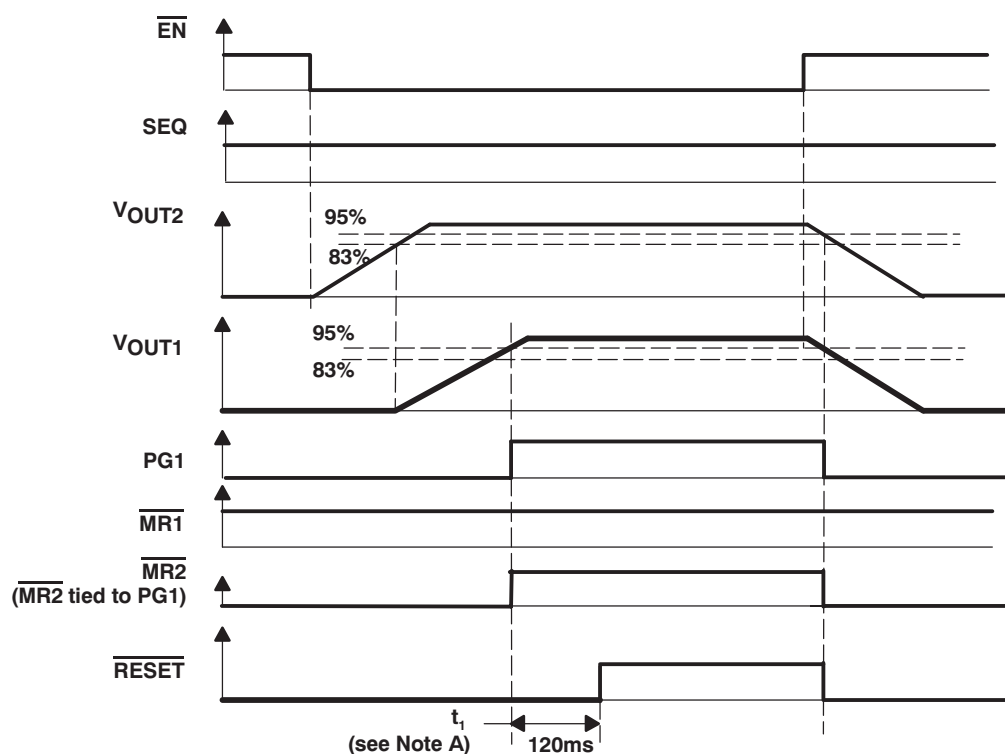 EN
SEQ
VOUT2
95%
83%
VOUT1
95%
83%
PG1
MR1
MR2
(MR2 tied to PG1)
RESET
t1
(see Note A)
120ms